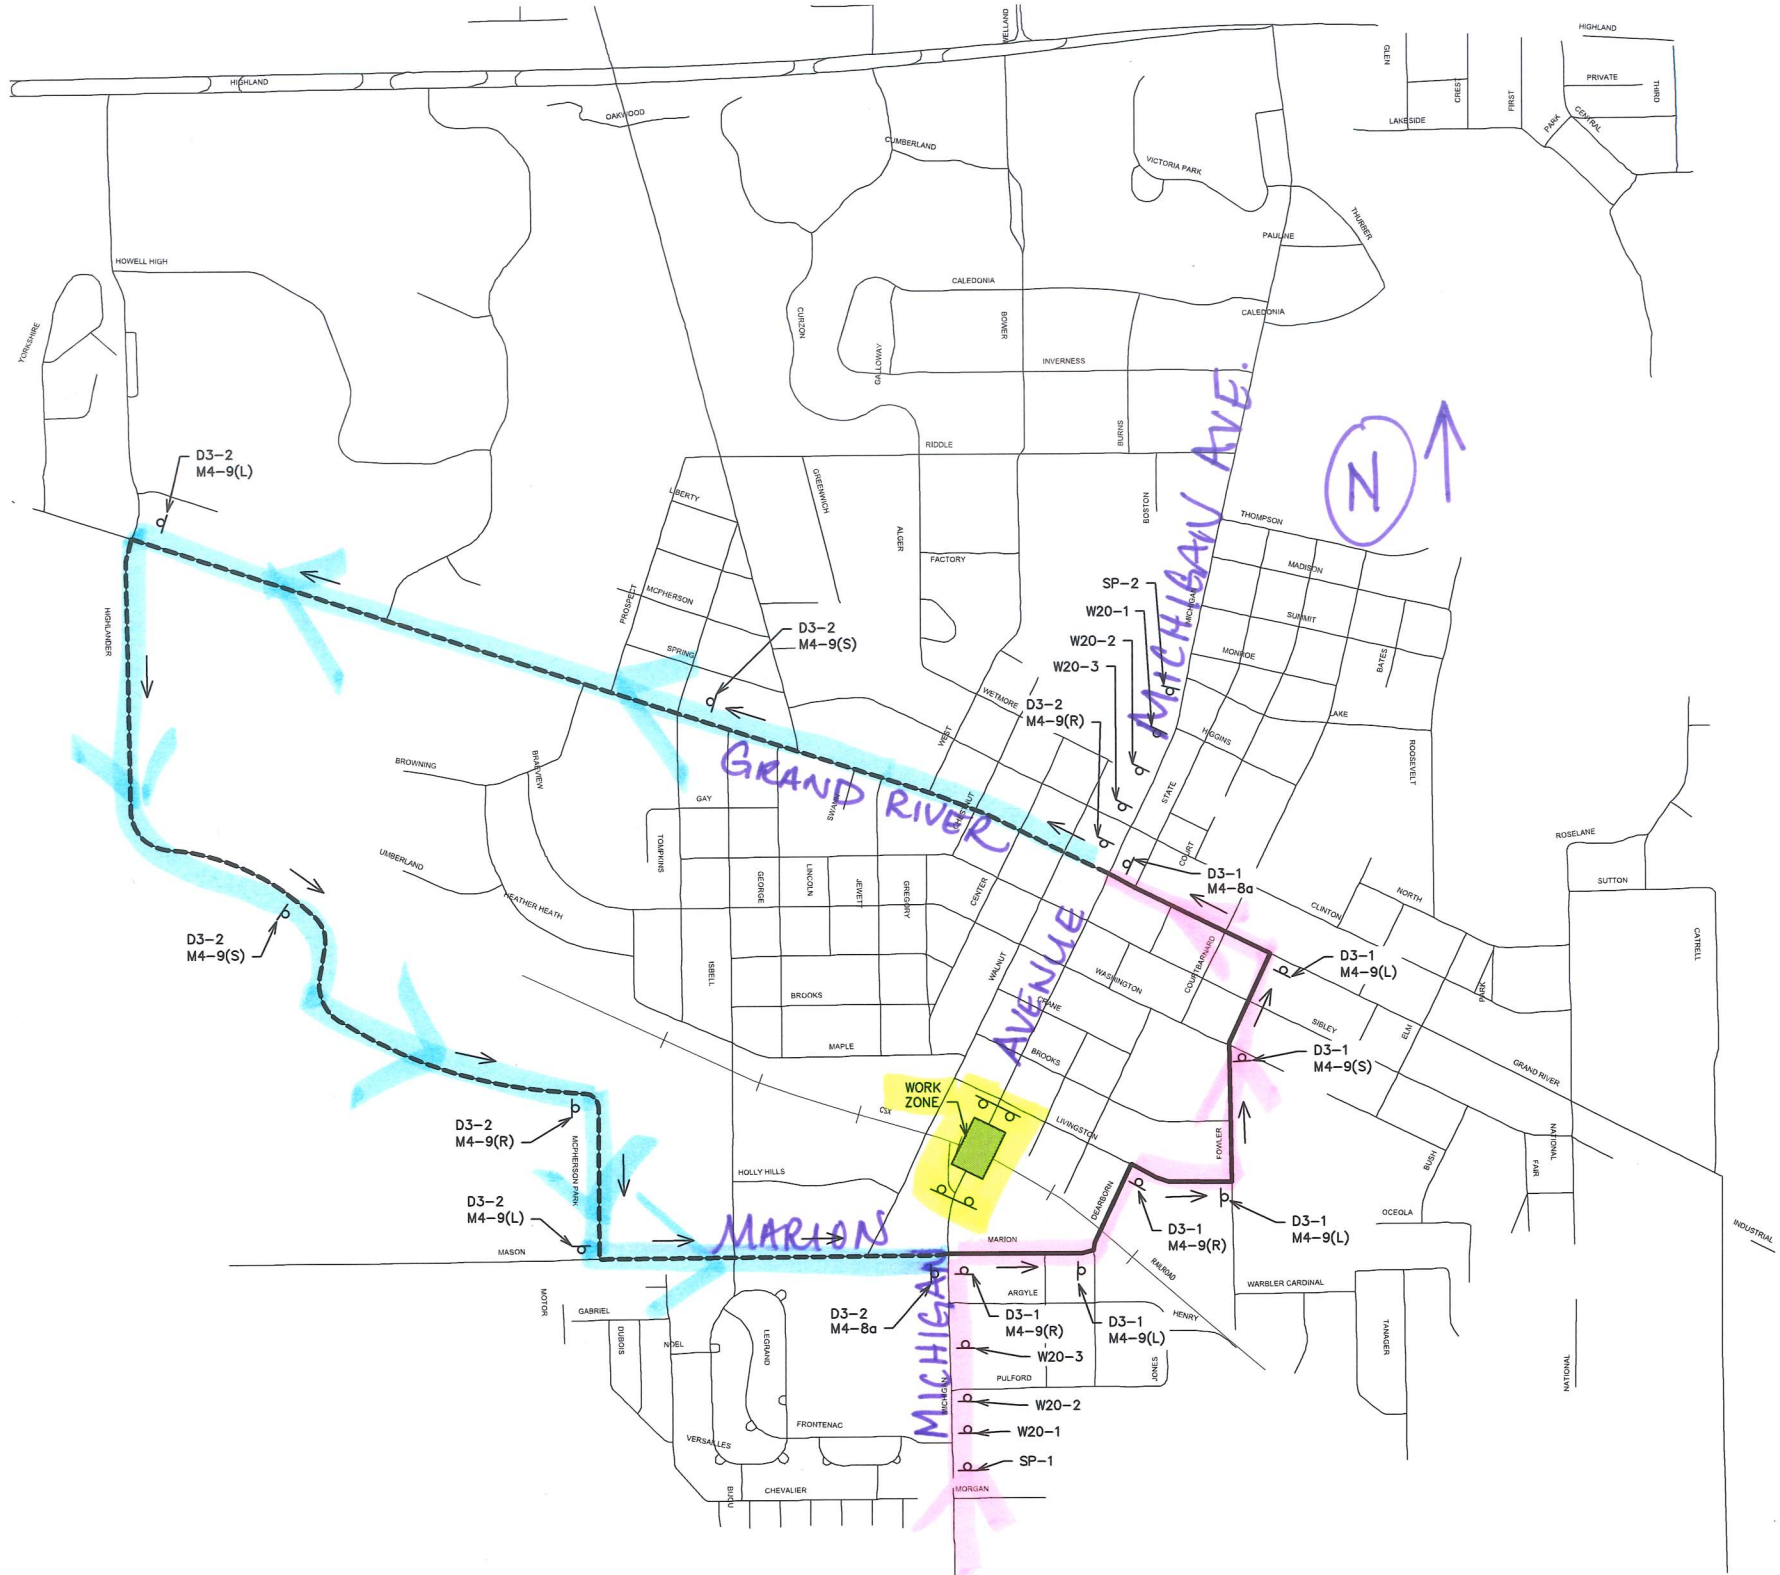 HIGHLAND
WELLAND
HIGHLAND
GLEN
CREST
FIRST
PRIVATE
THIRD
PARK
CENTRAL
LAKESIDE
OAKWOOD
CUMBERLAND
VICTORIA PARK
THURBER
PAULINE
HOWELL HIGH
YORKSHIRE
CURZON
CALEDONIA
BOWER
CALEDONIA
GALLOWAY
INVERNESS
BURNS
RIDDLE
MICHIGAN AVE.
N
D3-2
M4-9(L)
LIBERTY
GREENWICH
ALGER
BOSTON
THOMPSON
FACTORY
MADISON
SP-2
W20-1
W20-2
W20-3
MICHIGAN
SUMMIT
MONROE
BATES
PROSPECT
MCPHERSON
SPRING
D3-2
M4-9(S)
HIGHLANDER
WETMORE
D3-2
M4-9(R)
WEST
LAKE
HIGGINS
ROOSEVELT
BROWNING
BRAEVIEW
GRAND RIVER
GAY
SWAN
CHESTNUT
STATE
COURT
ROSELANE
UMBERLAND
TOMPKINS
HEATHER HEATH
GEORGE
LINCOLN
JEWETT
GREGORY
CENTER
D3-1
M4-8a
CLINTON
NORTH
SUTTON
CATRELL
D3-2
M4-9(S)
AVENUE
WALNUT
WASHINGTON
COURTBARNARD
D3-1
M4-9(L)
ISBELL
BROOKS
CRANE
PARK
SIBLEY
ELM
MAPLE
BROOKS
D3-1
M4-9(S)
GRAND RIVER
WORK
ZONE
CSX
LIVINGSTON
FOWLER
D3-2
M4-9(R)
MCPHERSON PARK
HOLLY HILLS
BUSH
FAIR
NATIONAL
D3-2
M4-9(L)
DEARBORN
D3-1
M4-9(R)
D3-1
M4-9(L)
OCEOLA
INDUSTRIAL
MASON
MARION
MARION
RAILROAD
WARBLER CARDINAL
MOTOR
GABRIEL
DUBOIS
NOEL
LEGRAND
D3-2
M4-8a
MICHIGAN
ARGYLE
D3-1
M4-9(R)
D3-1
M4-9(L)
HENRY
W20-3
JONES
TANAGER
NATIONAL
PULFORD
MICHIGAN
W20-2
W20-1
FRONTENAC
VERSAILLES
SP-1
CHEVALIER
MORGAN